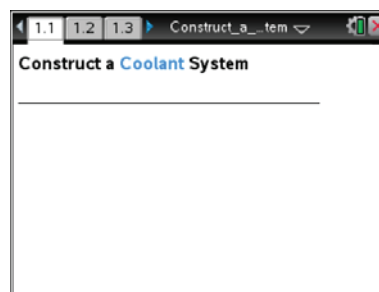 1.1 1.2 1.3 Construct_a_...tem
Construct a Coolant System